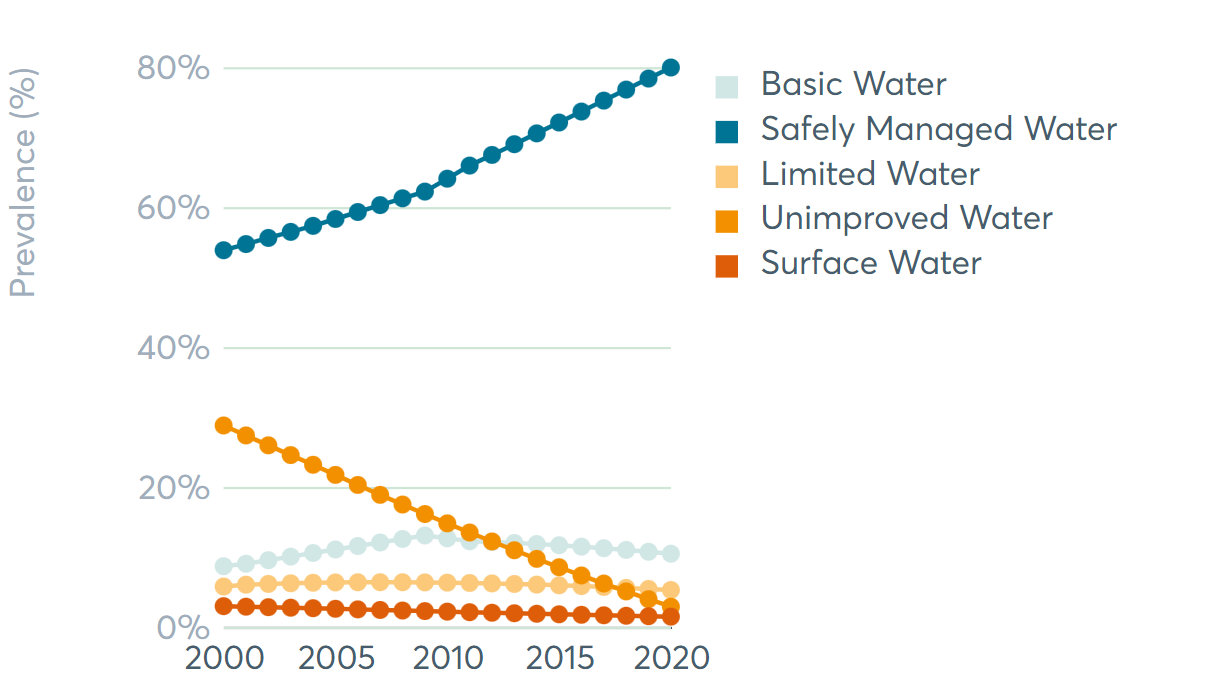 Prevalence (%)
80%
60%
40%
20%
0%
2000 2005 2010 2015 2020
Basic Water
Safely Managed Water
Limited Water
Unimproved Water
Surface Water